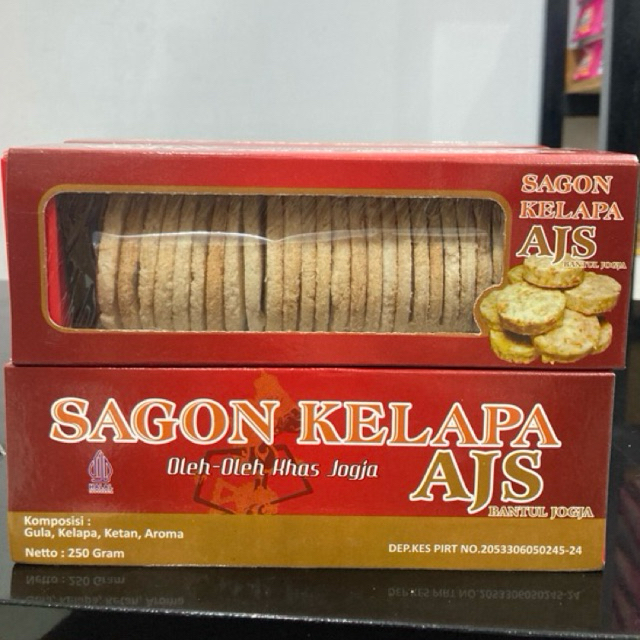 SAGON
KELAPA
AJS
BANTUL JOGJA
SAGON KELAPA
Oleh-Oleh Khas Jogja
AJS
BANTUL JOGJA
HALAL
Komposisi :
Gula, Kelapa, Ketan, Aroma
Netto : 250 Gram
DEP.KES PIRT NO.2053306050245-24